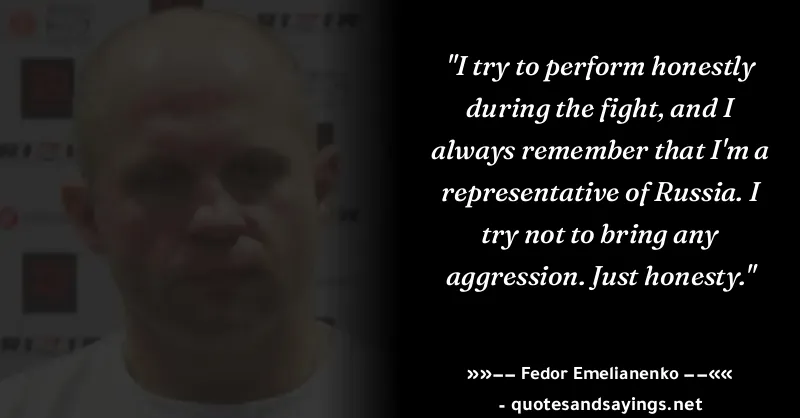 "I try to perform honestly
during the fight, and I
always remember that I'm a
representative of Russia. I
try not to bring any
aggression. Just honesty."
»»–– Fedor Emelianenko ––««
- quotesandsayings.net